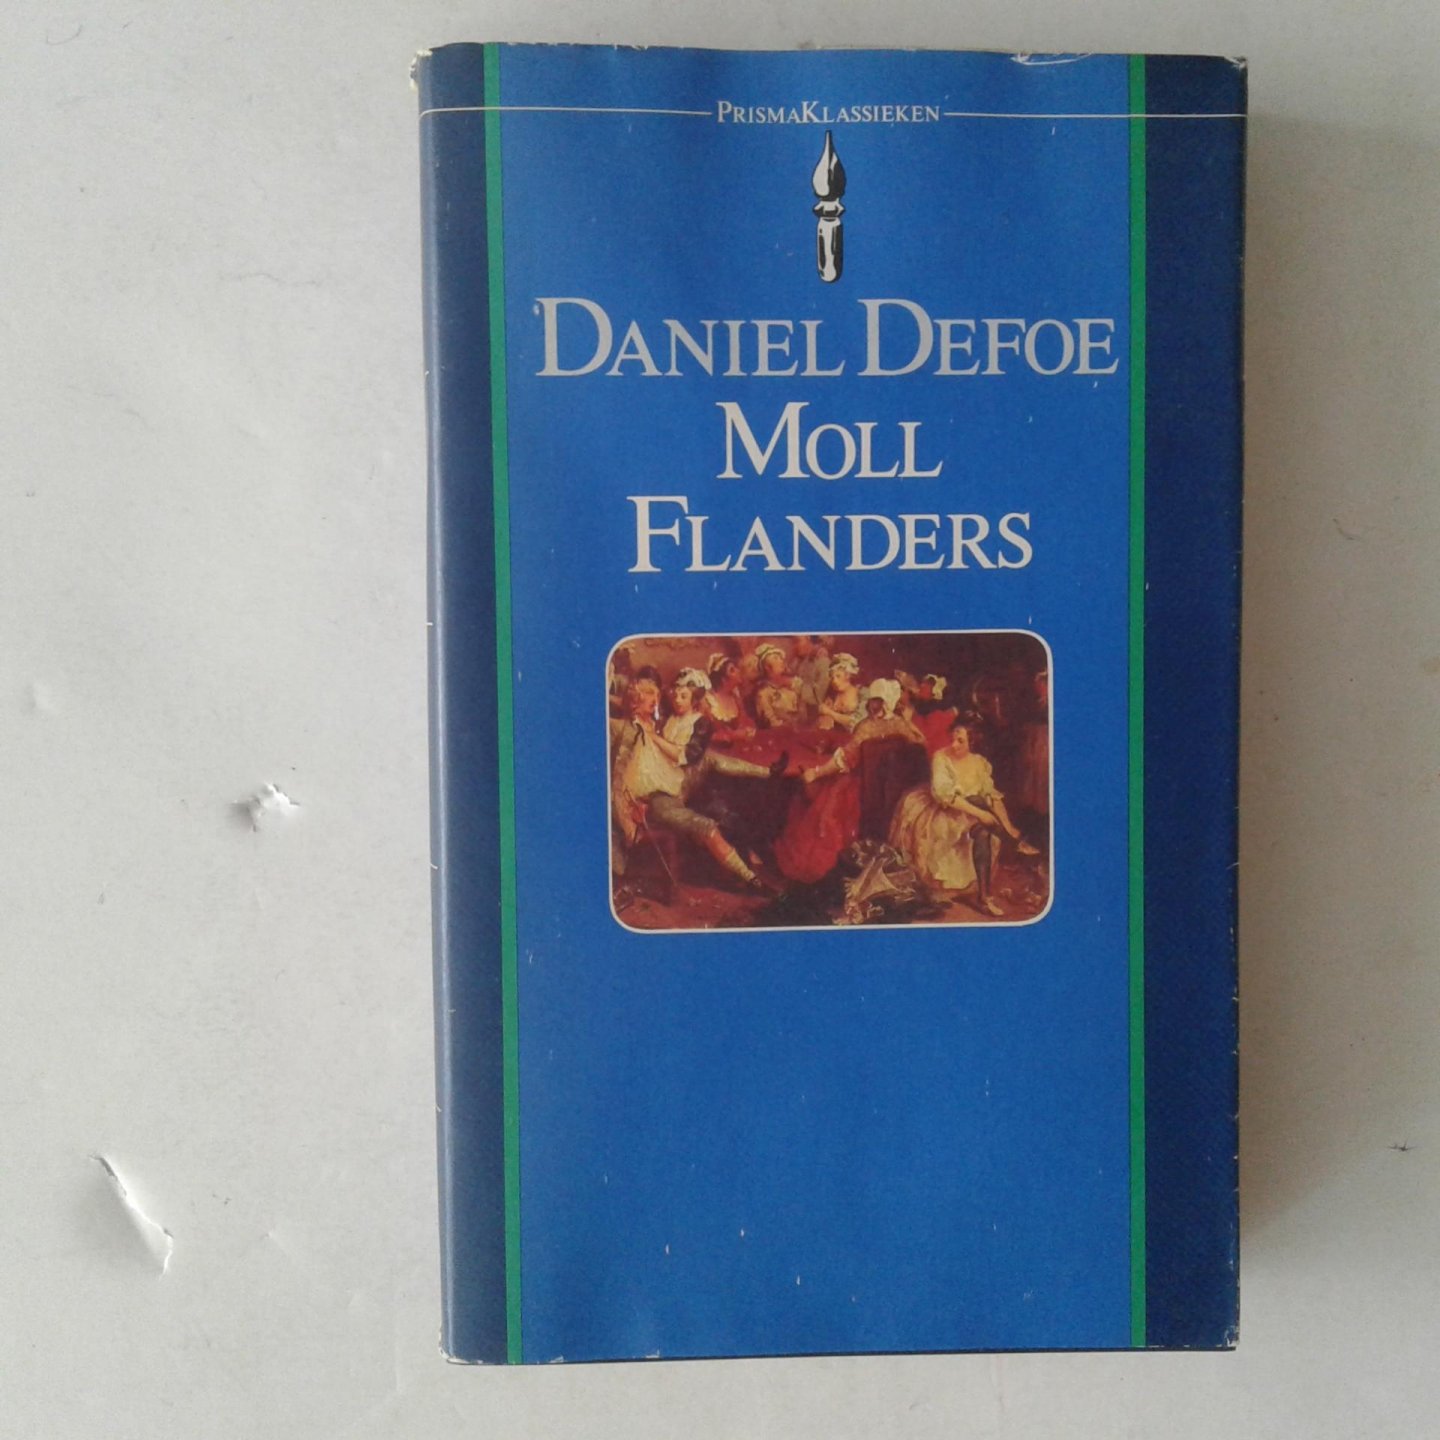 PRISMAKLASSIEKEN
DANIEL DEFOE
MOLL
FLANDERS